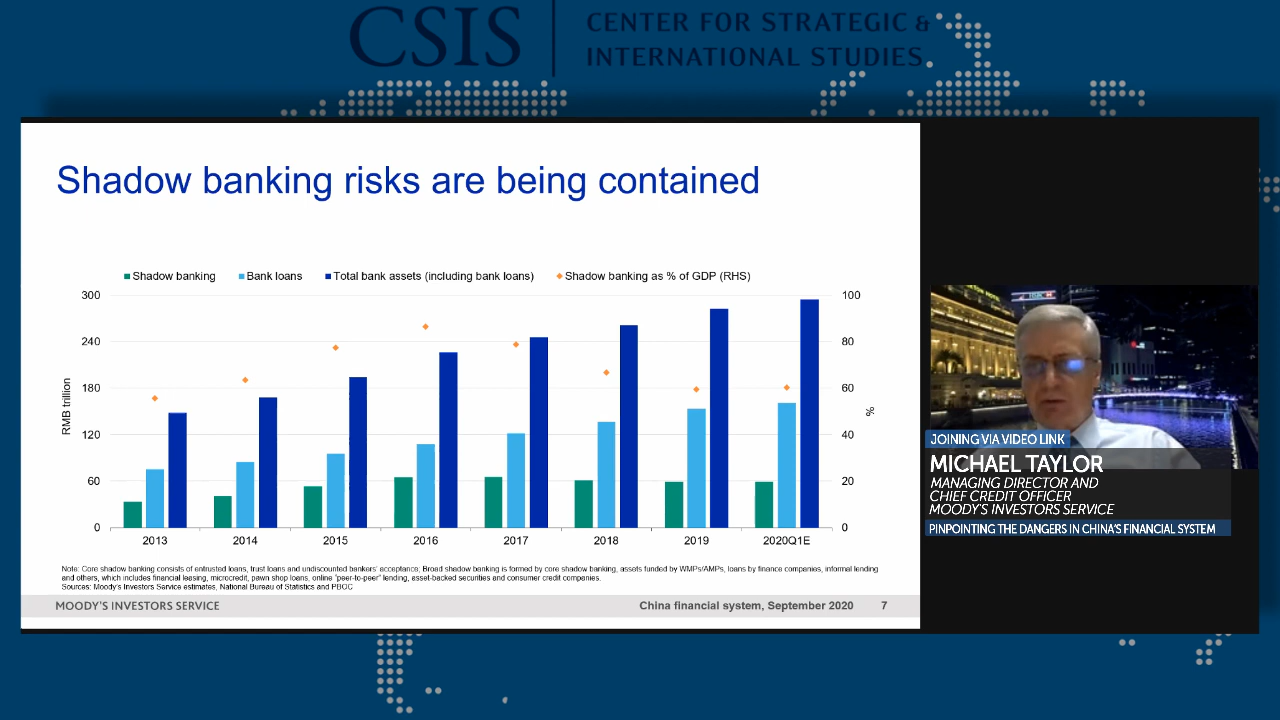 CSIS
CENTER FOR STRATEGIC &
INTERNATIONAL STUDIES
Shadow banking risks are being contained
Shadow banking Bank loans Total bank assets (including bank loans) Shadow banking as % of GDP (RHS)
300 100
240 80
180 60
120 40
60 20
0 0
RMB trillion
%
2013 2014 2015 2016 2017 2018 2019 2020Q1E
Note: Core shadow banking consists of entrusted loans, trust loans and undiscounted bankers' acceptance; Broad shadow banking is formed by core shadow banking, assets funded by WMPs/AMPs, loans by finance companies, informal lending
and others, which includes financial leasing, microcredit, pawn shop loans, online "peer-to-peer" lending, asset-backed securities and consumer credit companies.
Sources: Moody's Investors Service estimates, National Bureau of Statistics and PBOC
MOODY'S INVESTORS SERVICE China financial system, September 2020 7
JOINING VIA VIDEO LINK
MICHAEL TAYLOR
MANAGING DIRECTOR AND
CHIEF CREDIT OFFICER
MOODY'S INVESTORS SERVICE
PINPOINTING THE DANGERS IN CHINA'S FINANCIAL SYSTEM